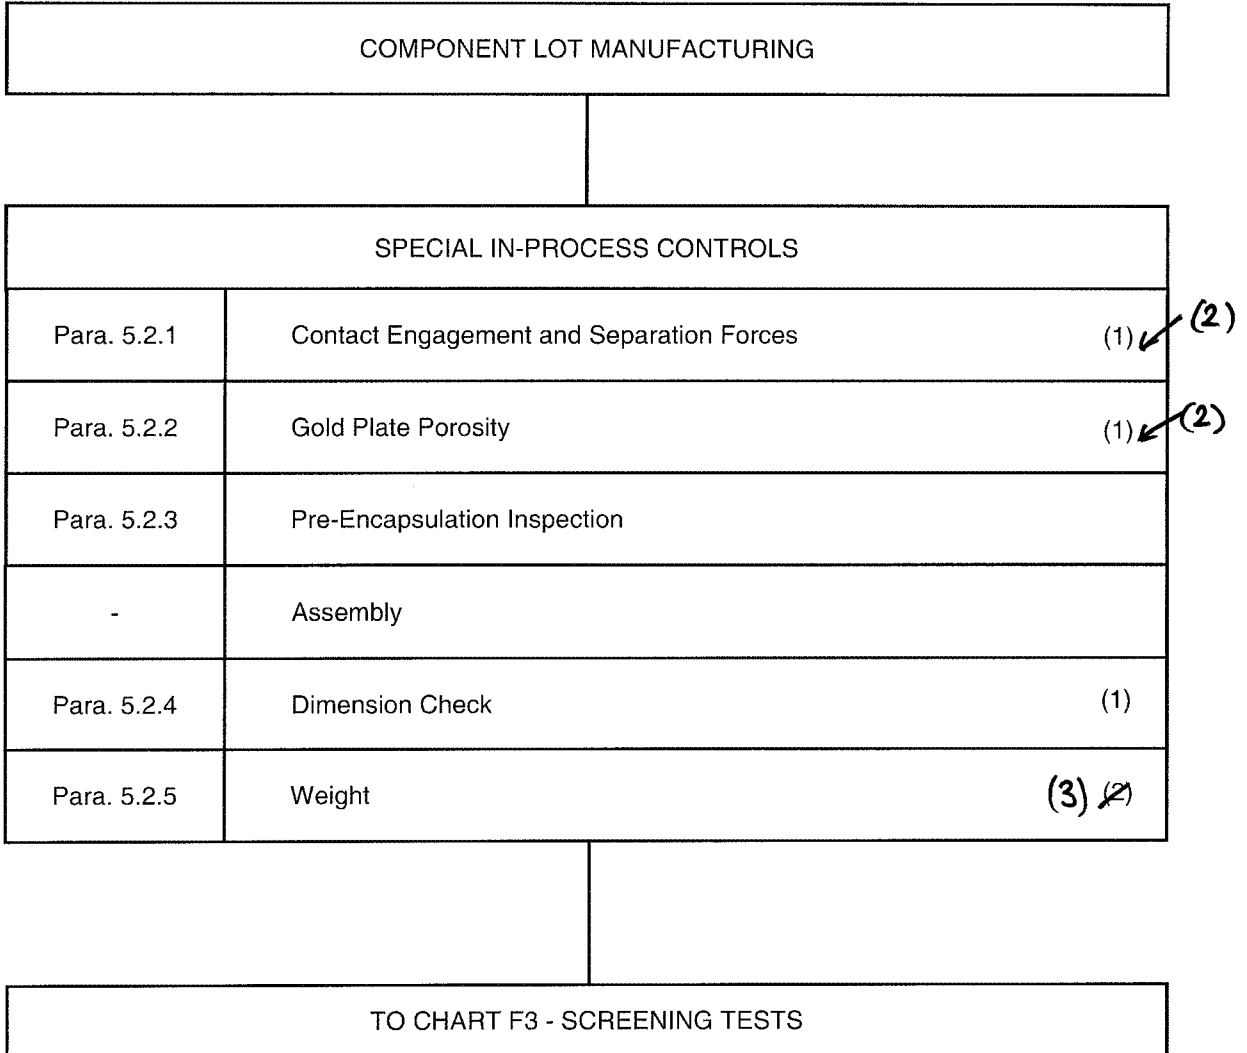 COMPONENT LOT MANUFACTURING
SPECIAL IN-PROCESS CONTROLS
Para. 5.2.1 Contact Engagement and Separation Forces (1) (2)
Para. 5.2.2 Gold Plate Porosity (1) (2)
Para. 5.2.3 Pre-Encapsulation Inspection
- Assembly
Para. 5.2.4 Dimension Check (1)
Para. 5.2.5 Weight (3) (2)
TO CHART F3 - SCREENING TESTS